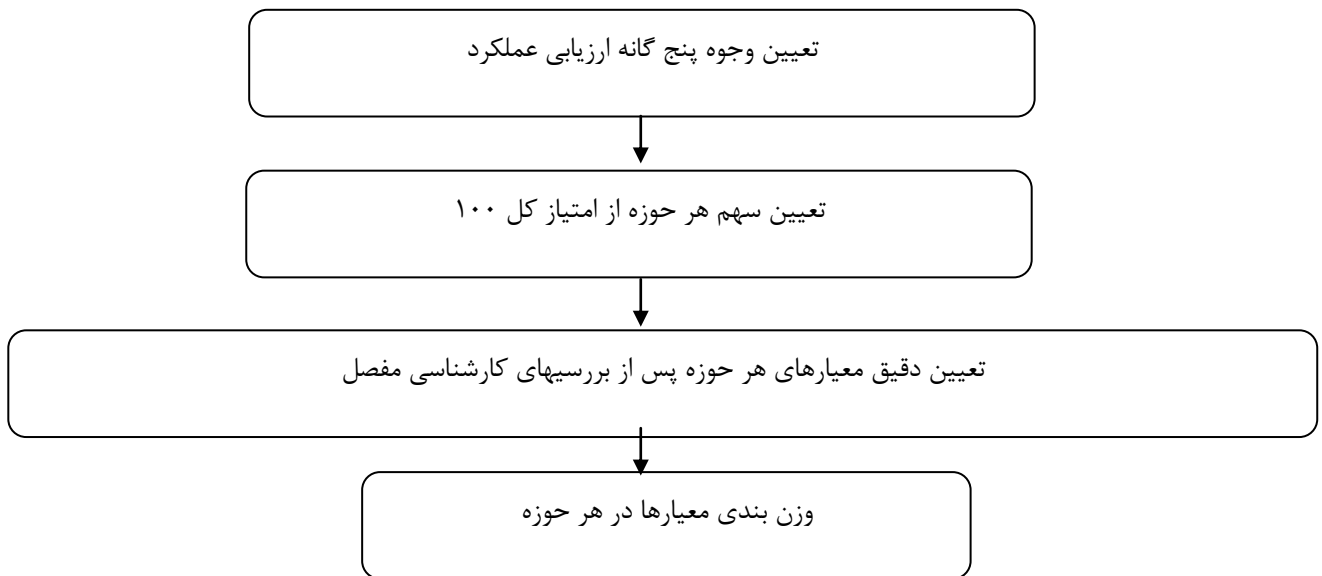 تعیین وجوه پنج گانه ارزیابی عملکرد
تعیین سهم هر حوزه از امتیاز کل ۱۰۰
تعیین دقیق معیارهای هر حوزه پس از بررسیهای کارشناسی مفصل
وزن بندی معیارها در هر حوزه